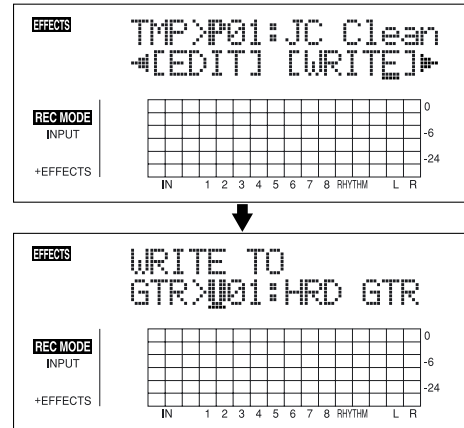 EFFECTS
TMP>P01:JC Clean
◀[EDIT] [WRITE]▶
REC MODE
INPUT
+EFFECTS
0
-6
-24
IN 1 2 3 4 5 6 7 8 RHYTHM L R
EFFECTS
WRITE TO
GTR>U01:HRD GTR
REC MODE
INPUT
+EFFECTS
0
-6
-24
IN 1 2 3 4 5 6 7 8 RHYTHM L R